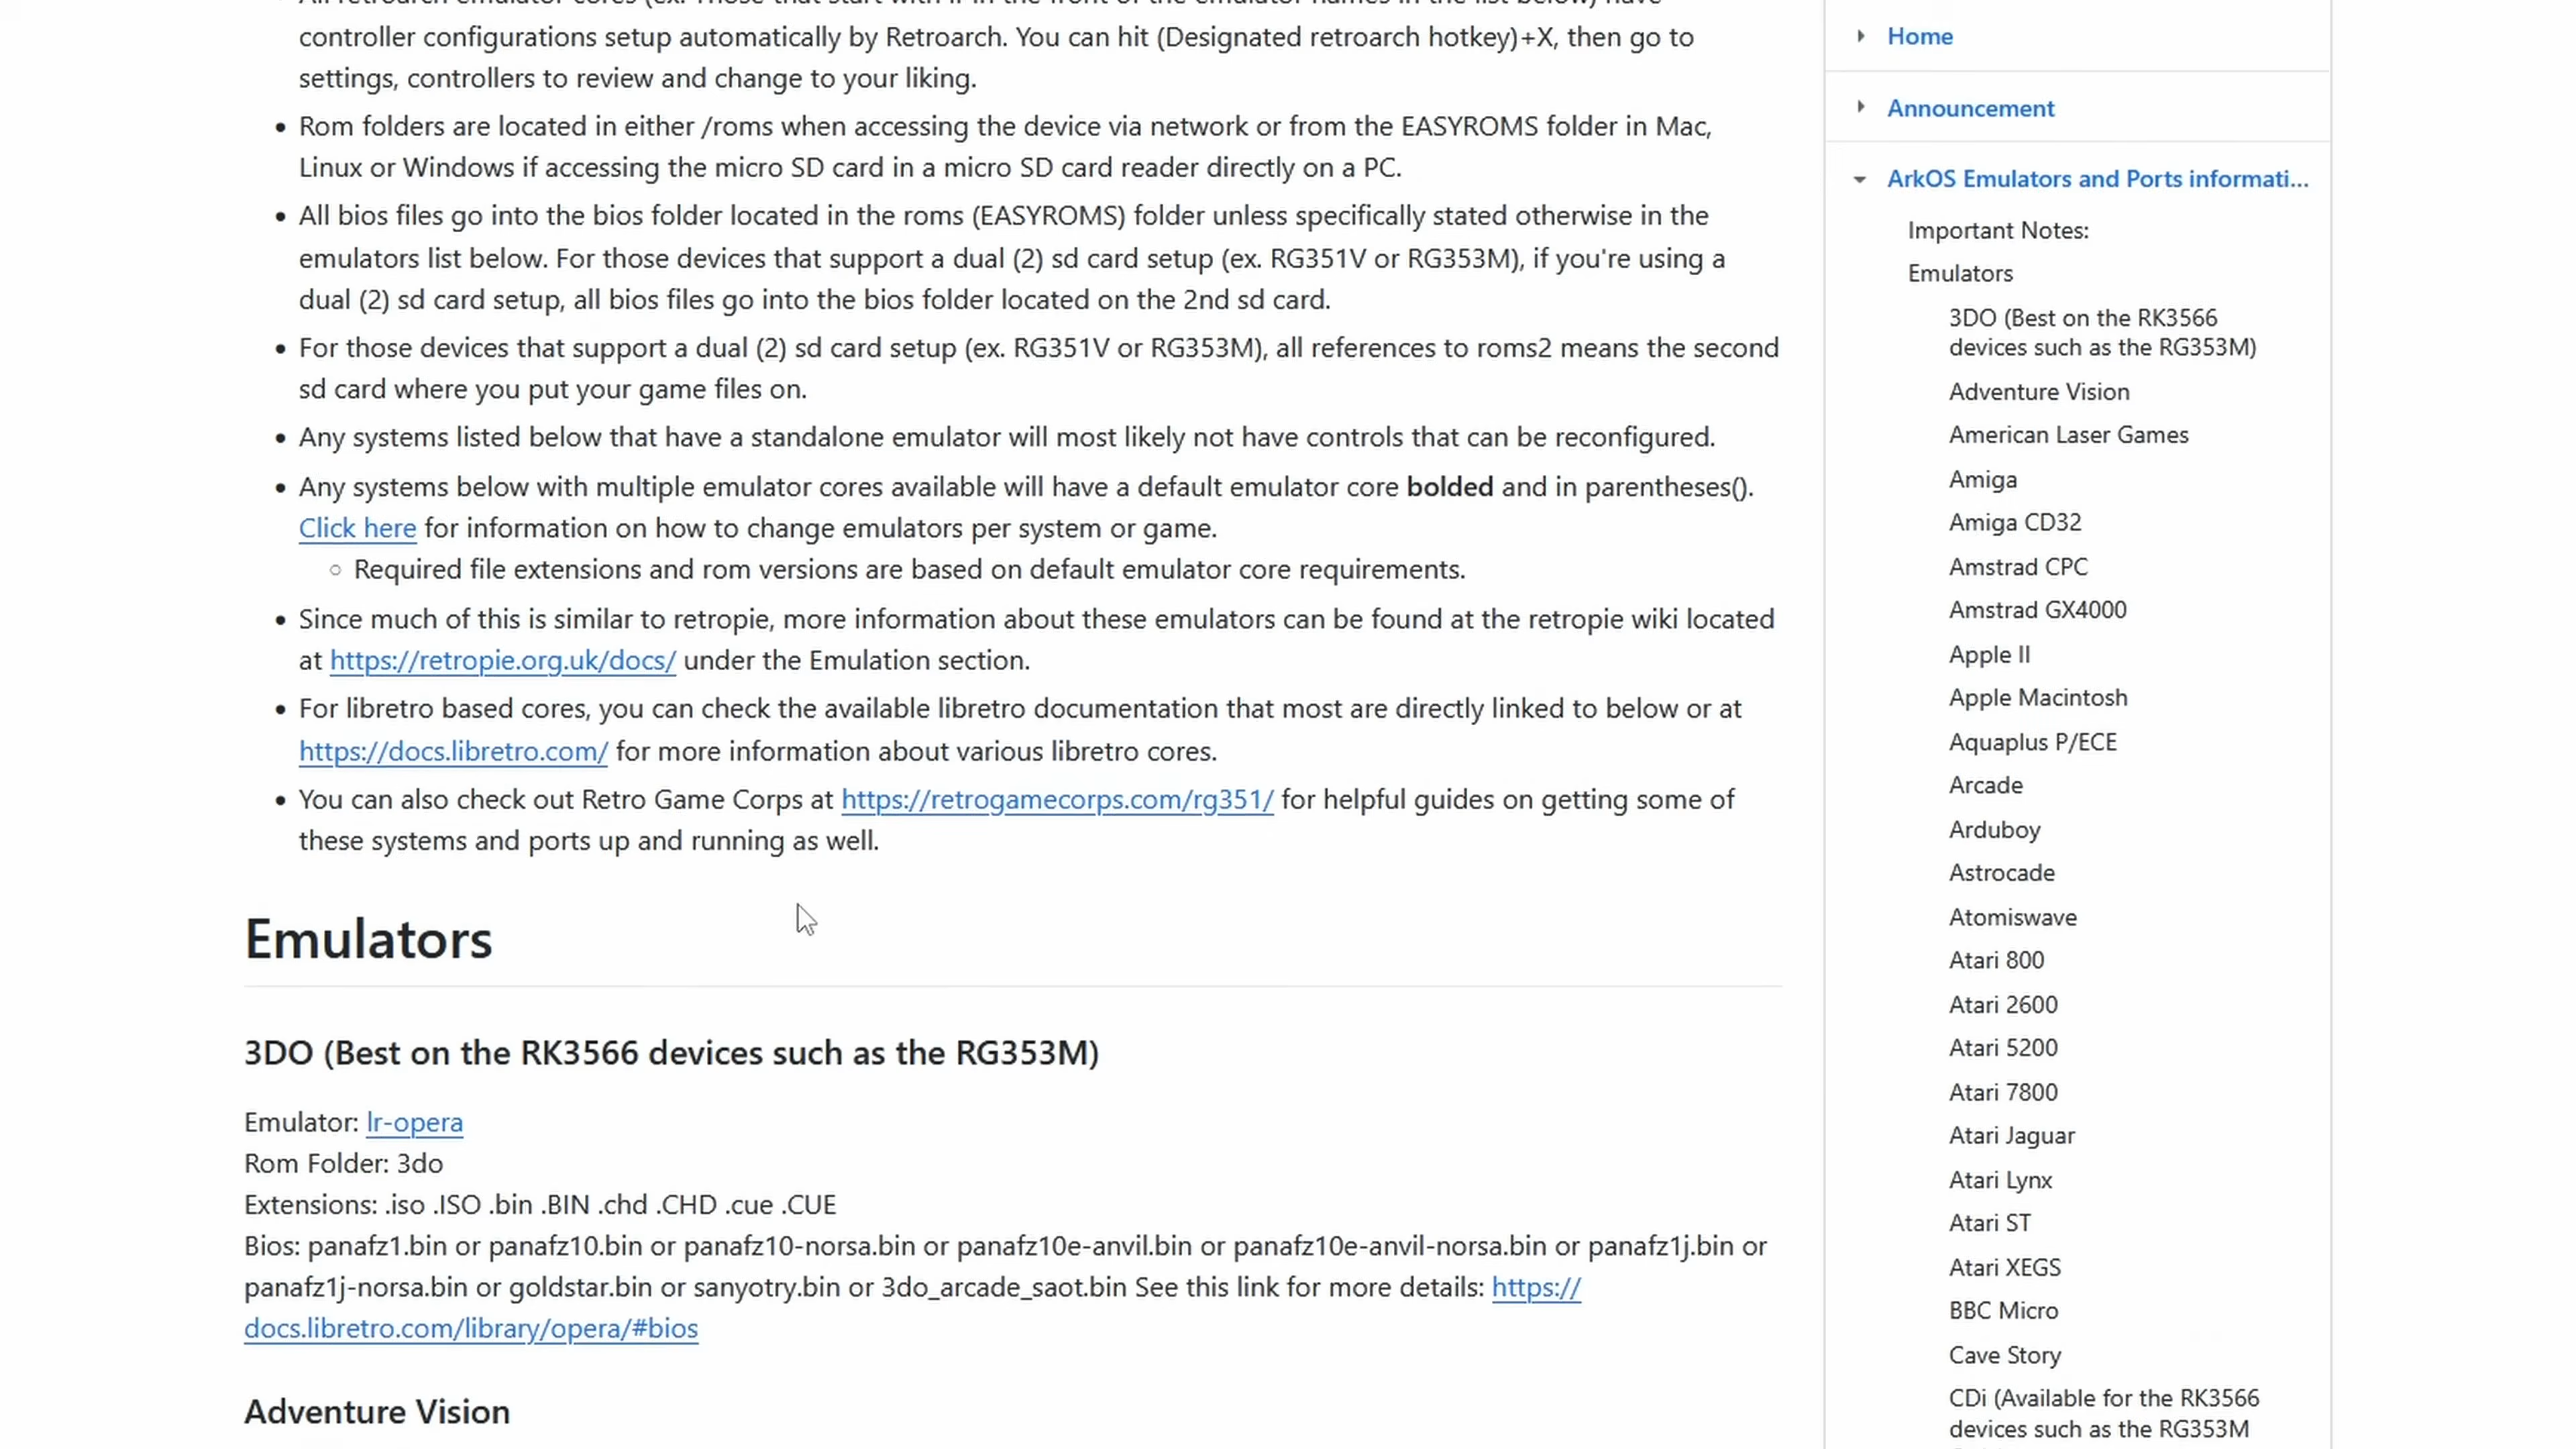 controller configurations setup automatically by Retroarch. You can hit (Designated retroarch hotkey)+X, then go to
settings, controllers to review and change to your liking.
• Rom folders are located in either /roms when accessing the device via network or from the EASYROMS folder in Mac,
Linux or Windows if accessing the micro SD card in a micro SD card reader directly on a PC.
• All bios files go into the bios folder located in the roms (EASYROMS) folder unless specifically stated otherwise in the
emulators list below. For those devices that support a dual (2) sd card setup (ex. RG351V or RG353M), if you're using a
dual (2) sd card setup, all bios files go into the bios folder located on the 2nd sd card.
• For those devices that support a dual (2) sd card setup (ex. RG351V or RG353M), all references to roms2 means the second
sd card where you put your game files on.
• Any systems listed below that have a standalone emulator will most likely not have controls that can be reconfigured.
• Any systems below with multiple emulator cores available will have a default emulator core bolded and in parentheses().
Click here for information on how to change emulators per system or game.
○ Required file extensions and rom versions are based on default emulator core requirements.
• Since much of this is similar to retropie, more information about these emulators can be found at the retropie wiki located
at https://retropie.org.uk/docs/ under the Emulation section.
• For libretro based cores, you can check the available libretro documentation that most are directly linked to below or at
https://docs.libretro.com/ for more information about various libretro cores.
• You can also check out Retro Game Corps at https://retrogamecorps.com/rg351/ for helpful guides on getting some of
these systems and ports up and running as well.
Emulators
3DO (Best on the RK3566 devices such as the RG353M)
Emulator: lr-opera
Rom Folder: 3do
Extensions: .iso .ISO .bin .BIN .chd .CHD .cue .CUE
Bios: panafz1.bin or panafz10.bin or panafz10-norsa.bin or panafz10e-anvil.bin or panafz10e-anvil-norsa.bin or panafz1j.bin or
panafz1j-norsa.bin or goldstar.bin or sanyotry.bin or 3do_arcade_saot.bin See this link for more details: https://
docs.libretro.com/library/opera/#bios
Adventure Vision
Home
Announcement
ArkOS Emulators and Ports informati...
Important Notes:
Emulators
3DO (Best on the RK3566
devices such as the RG353M)
Adventure Vision
American Laser Games
Amiga
Amiga CD32
Amstrad CPC
Amstrad GX4000
Apple II
Apple Macintosh
Aquaplus P/ECE
Arcade
Arduboy
Astrocade
Atomiswave
Atari 800
Atari 2600
Atari 5200
Atari 7800
Atari Jaguar
Atari Lynx
Atari ST
Atari XEGS
BBC Micro
Cave Story
CDi (Available for the RK3566
devices such as the RG353M